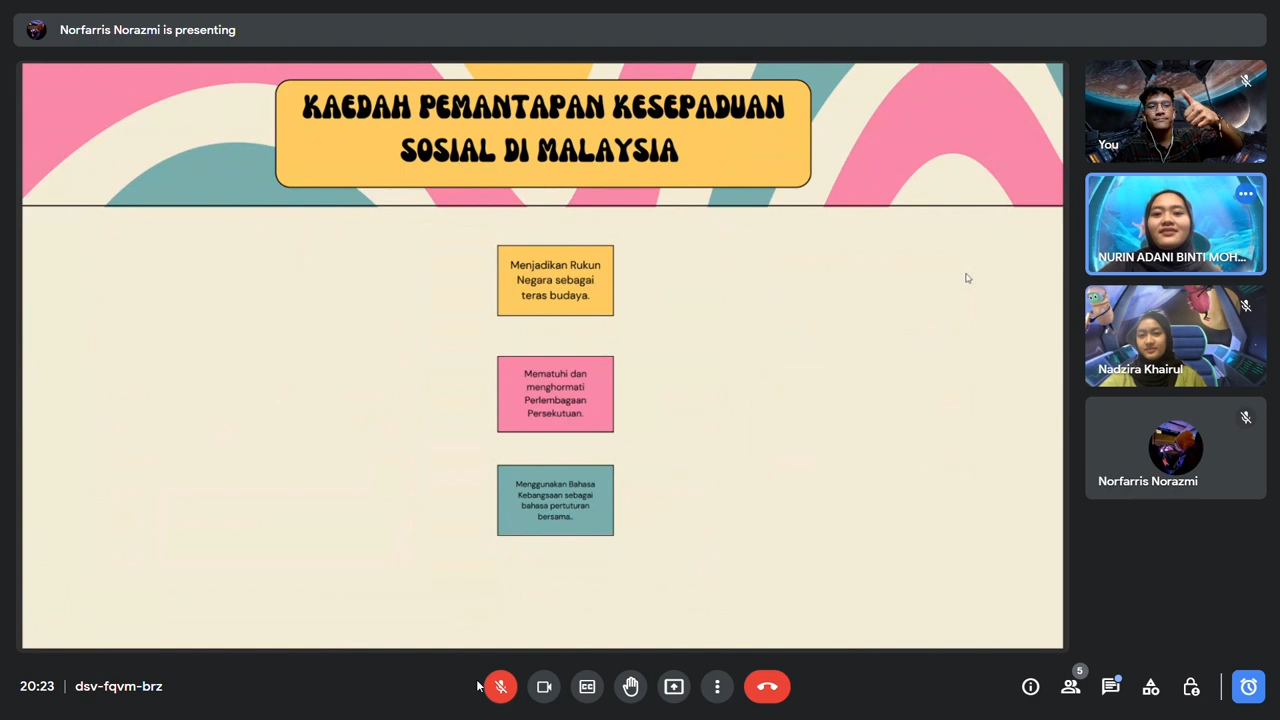 Norfarris Norazmi is presenting
KAEDAH PEMANTAPAN KESEPADUAN
SOSIAL DI MALAYSIA
Menjadikan Rukun
Negara sebagai
teras budaya.
Mematuhi dan
menghormati
Perlembagaan
Persekutuan.
Menggunakan Bahasa
Kebangsaan sebagai
bahasa pertuturan
bersama..
You
NURIN ADANI BINTI MOH...
Nadzira Khairul
Norfarris Norazmi
20:23 | dsv-fqvm-brz
5